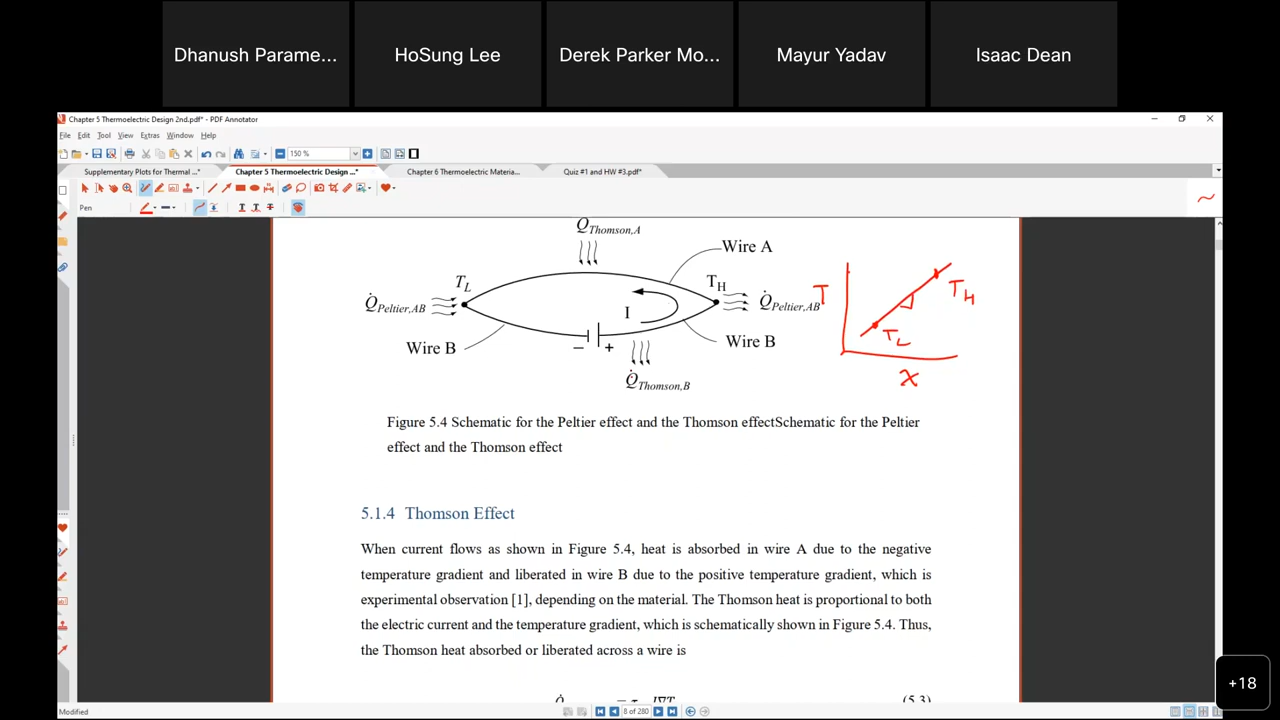 Dhanush Parame...
HoSung Lee
Derek Parker Mo...
Mayur Yadav
Isaac Dean
Chapter 5 Thermoelectric Design 2nd.pdf* - PDF Annotator
File Edit Tool View Extras Window Help
150 %
Supplementary Plots for Thermal ...*
Chapter 5 Thermoelectric Design ...*
Chapter 6 Thermoelectric Materia...
Quiz #1 and HW #3.pdf*
Pen
Q̇Thomson,A
Wire A
TL
TH
Q̇Peltier,AB
I
Q̇Peltier,AB
Wire B
− +
Wire B
Q̇Thomson,B
T
TH
TL
x
Figure 5.4 Schematic for the Peltier effect and the Thomson effectSchematic for the Peltier
effect and the Thomson effect
5.1.4 Thomson Effect
When current flows as shown in Figure 5.4, heat is absorbed in wire A due to the negative
temperature gradient and liberated in wire B due to the positive temperature gradient, which is
experimental observation [1], depending on the material. The Thomson heat is proportional to both
the electric current and the temperature gradient, which is schematically shown in Figure 5.4. Thus,
the Thomson heat absorbed or liberated across a wire is
(5.3)
Modified
8 of 280
+18